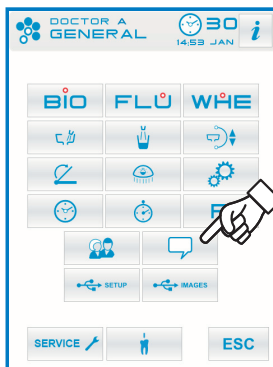 DOCTOR A
GENERAL
30
14:53 JAN
i
BIO FLU WHE
SETUP
IMAGES
SERVICE
ESC